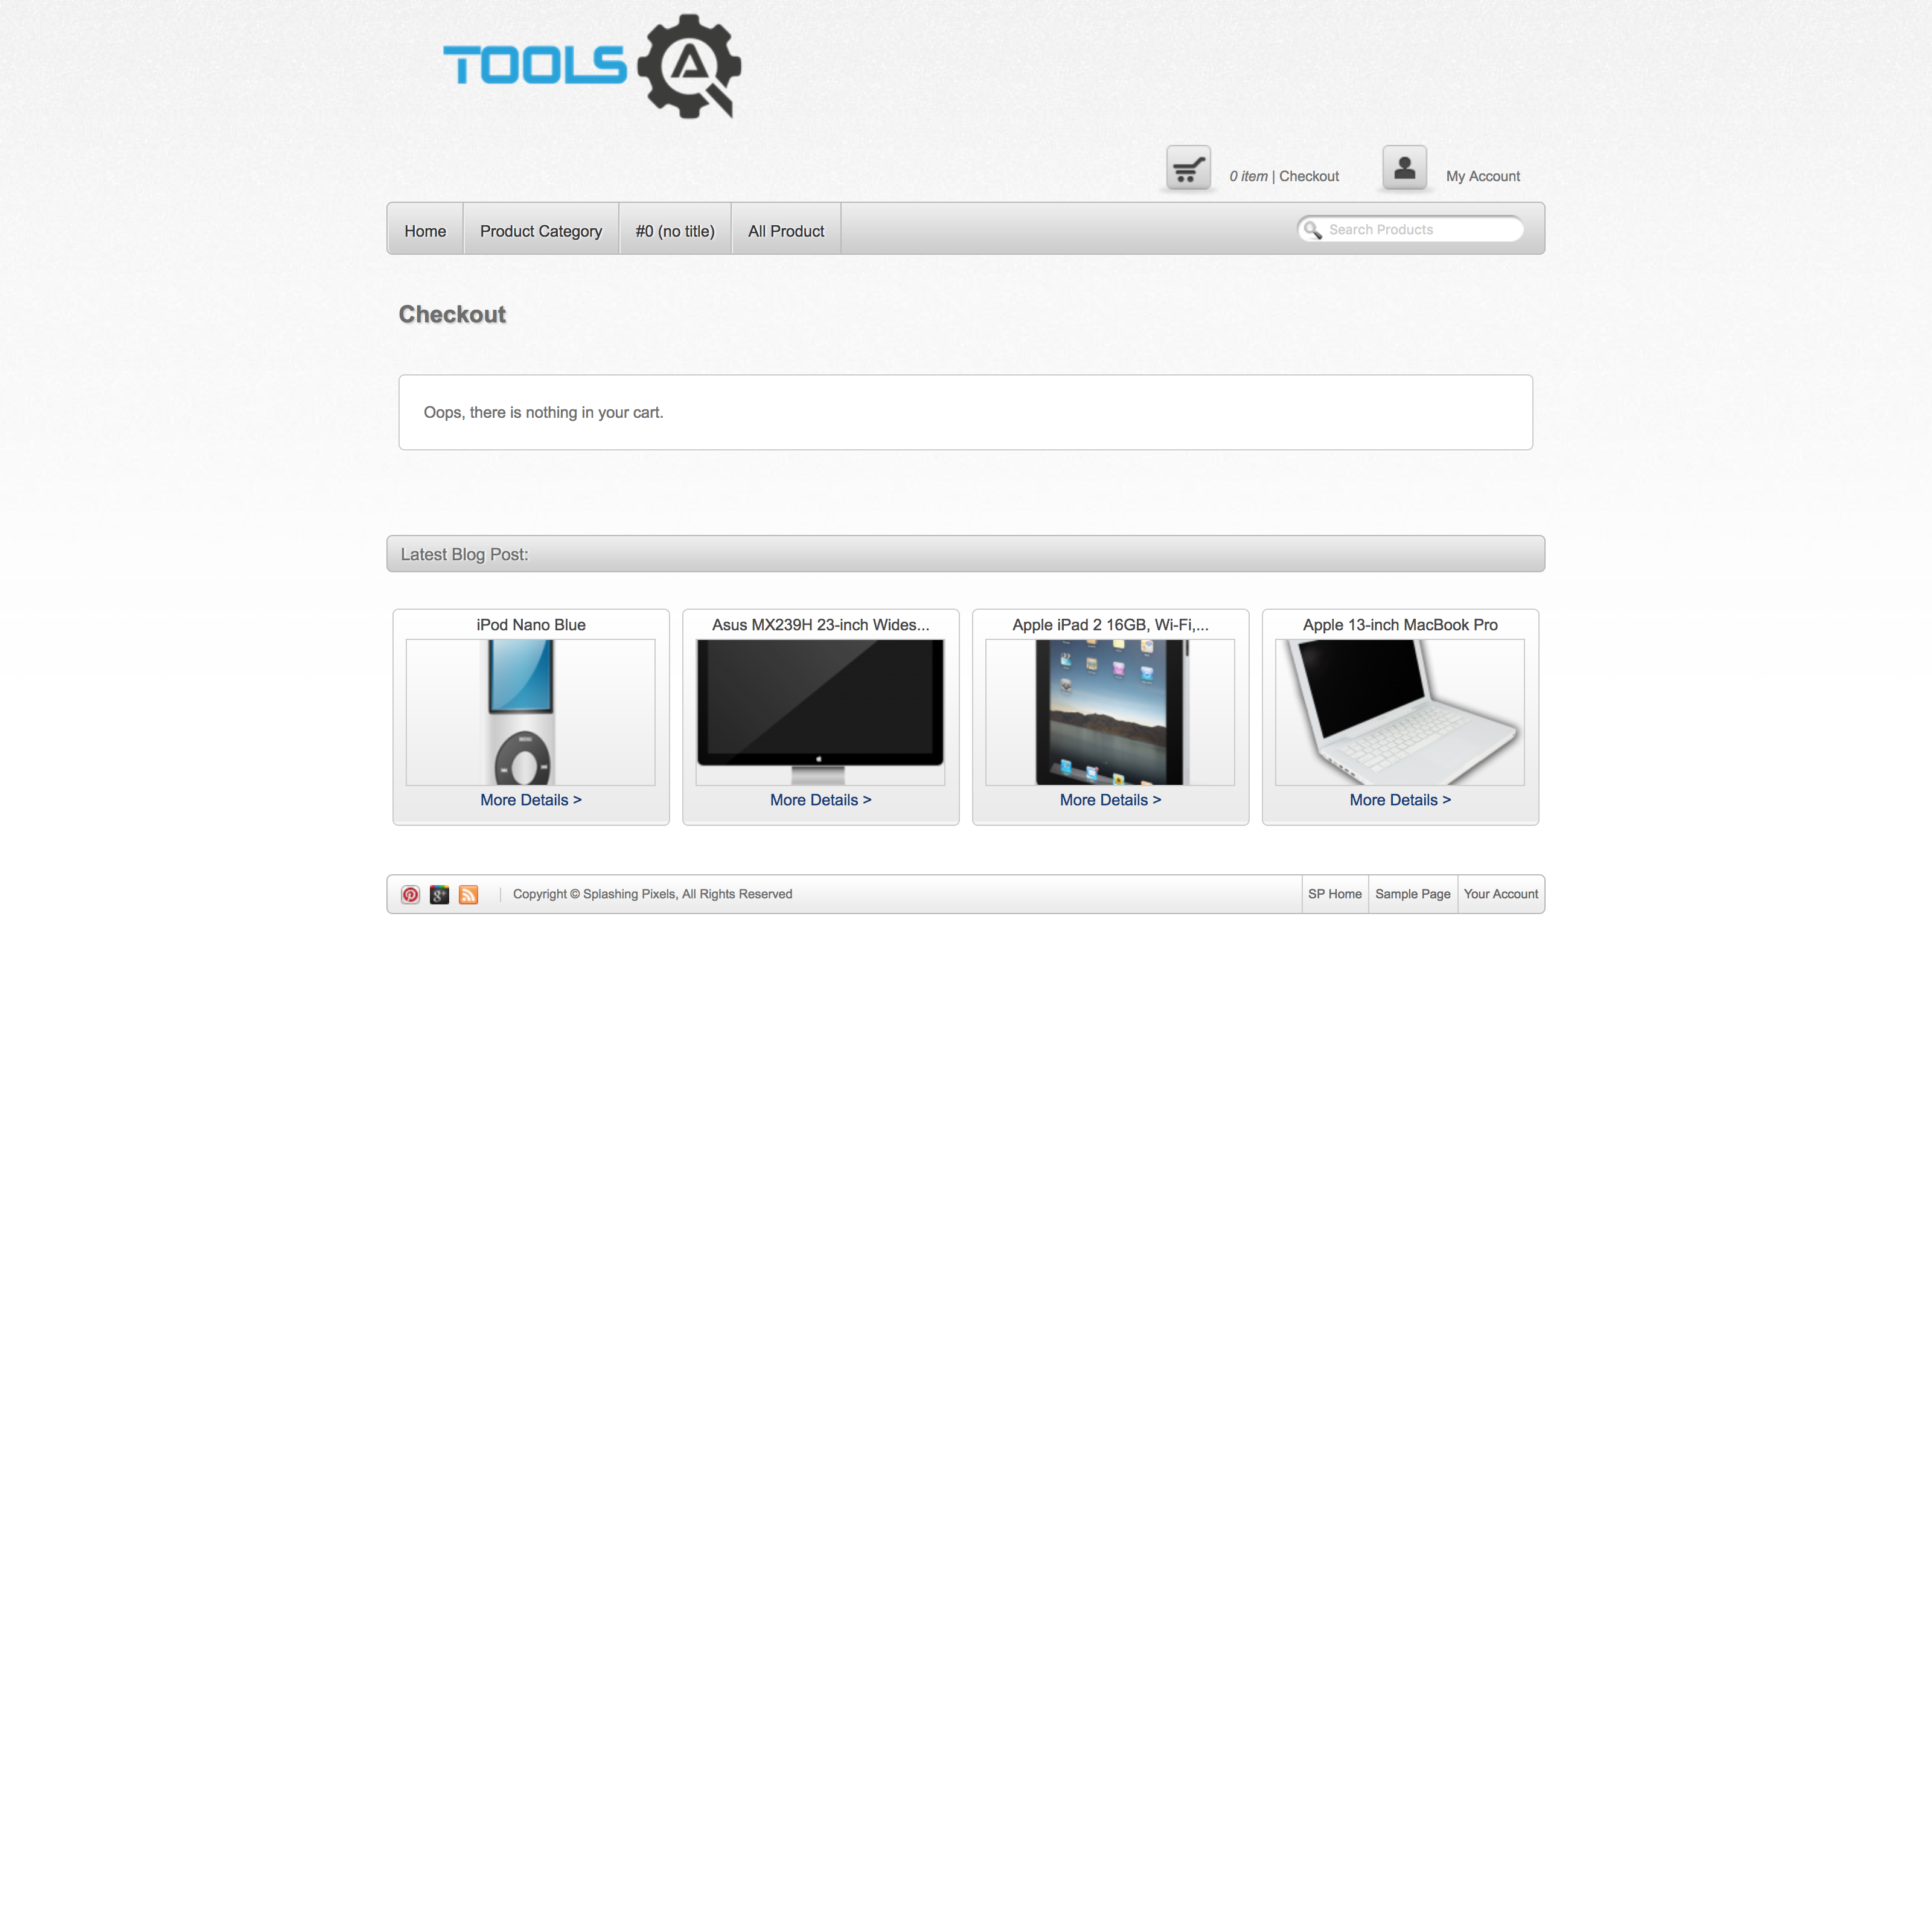 TOOLS QA
0 item | Checkout
My Account
Home
Product Category
#0 (no title)
All Product
Search Products
Checkout
Oops, there is nothing in your cart.
Latest Blog Post:
iPod Nano Blue
Asus MX239H 23-inch Wides...
Apple iPad 2 16GB, Wi-Fi,...
Apple 13-inch MacBook Pro
MENU
More Details >
More Details >
More Details >
More Details >
Copyright © Splashing Pixels, All Rights Reserved
SP Home
Sample Page
Your Account